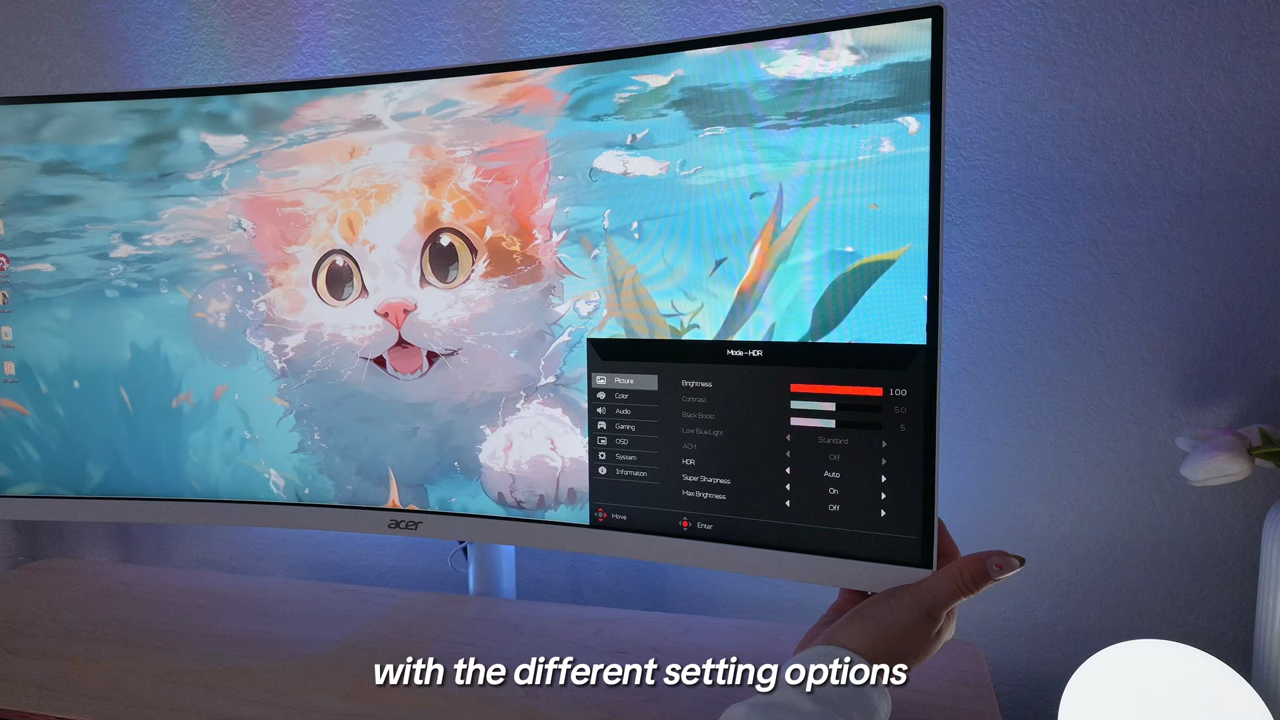 Mode - HDR
Picture
Color
Audio
Gaming
OSD
System
Information
Brightness 100
Contrast 50
Black Boost 5
Low Blue Light Standard
ACM Off
HDR Auto
Super Sharpness On
Max Brightness Off
Move Enter
acer
with the different setting options